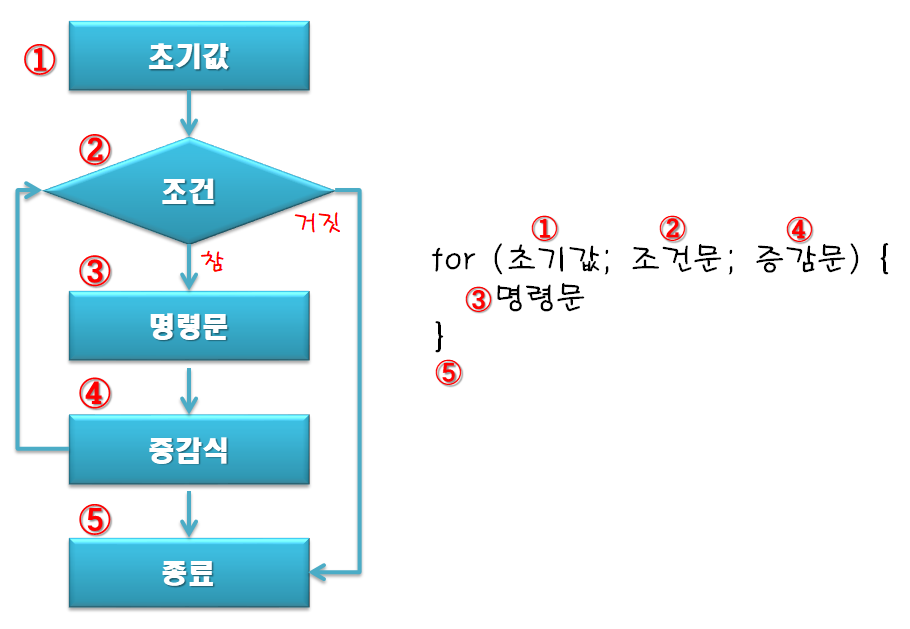 ① 초기값
② 조건
거짓
참
③ 명령문
④ 증감식
⑤ 종료
① ② ④
for (초기값; 조건문; 증감문) {
③ 명령문
}
⑤